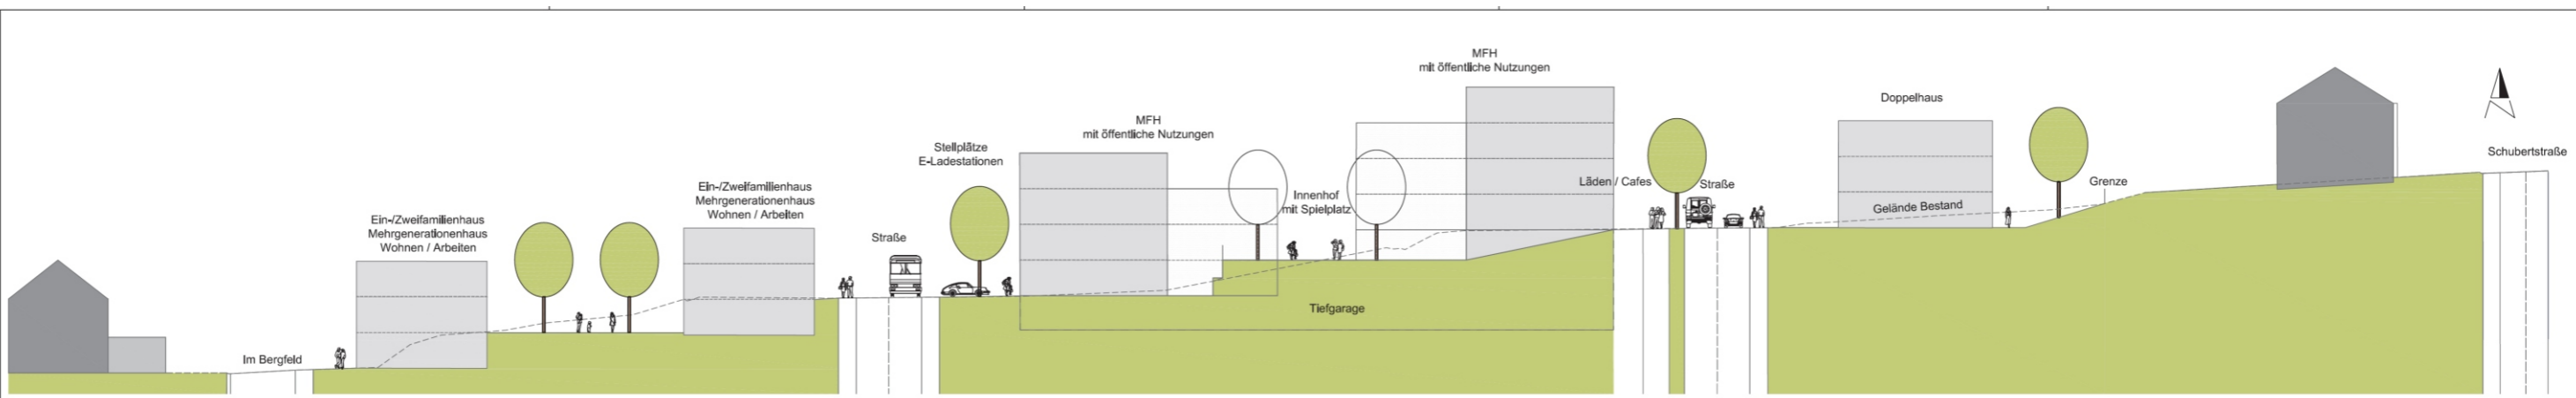 Im Bergfeld
Ein-/Zweifamilienhaus
Mehrgenerationenhaus
Wohnen / Arbeiten
Ein-/Zweifamilienhaus
Mehrgenerationenhaus
Wohnen / Arbeiten
Straße
Stellplätze
E-Ladestationen
MFH
mit öffentliche Nutzungen
Innenhof
mit Spielplatz
Tiefgarage
MFH
mit öffentliche Nutzungen
Läden / Cafes
Straße
Doppelhaus
Gelände Bestand
Grenze
Schubertstraße